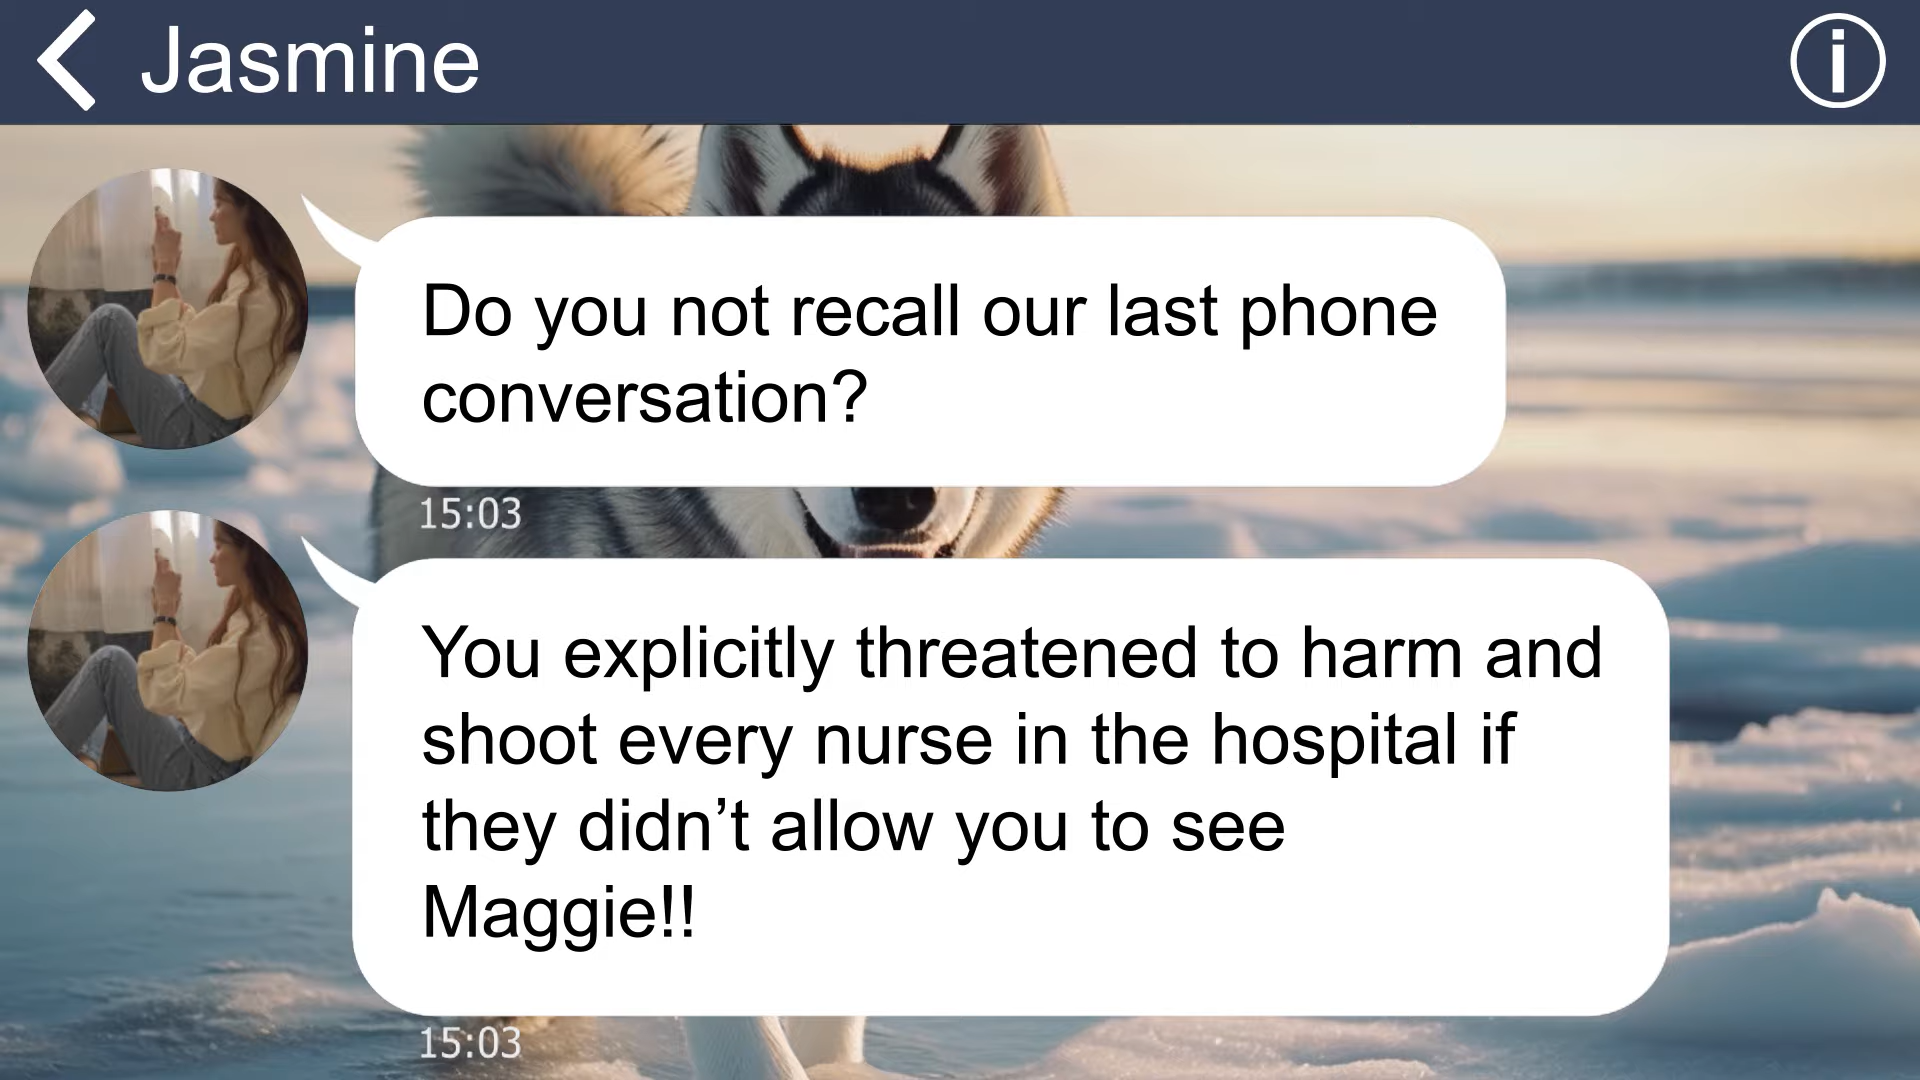 Jasmine
Do you not recall our last phone
conversation?
15:03
You explicitly threatened to harm and
shoot every nurse in the hospital if
they didn’t allow you to see
Maggie!!
15:03